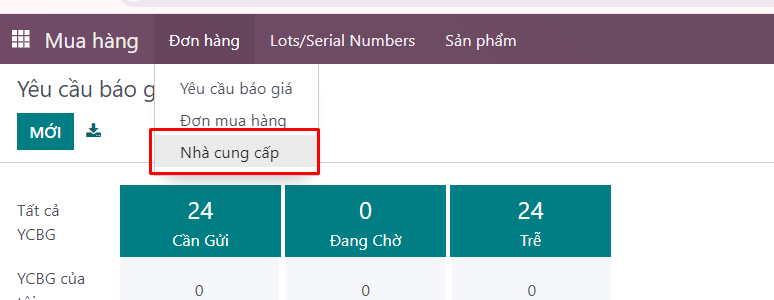 Mua hàng Đơn hàng Lots/Serial Numbers Sản phẩm
Yêu cầu báo
Yêu cầu báo giá
MỚI
Đơn mua hàng
Nhà cung cấp
Tất cả
YCBG
24
Cần Gửi
0
Đang Chờ
24
Trễ
YCBG của
0
0
0